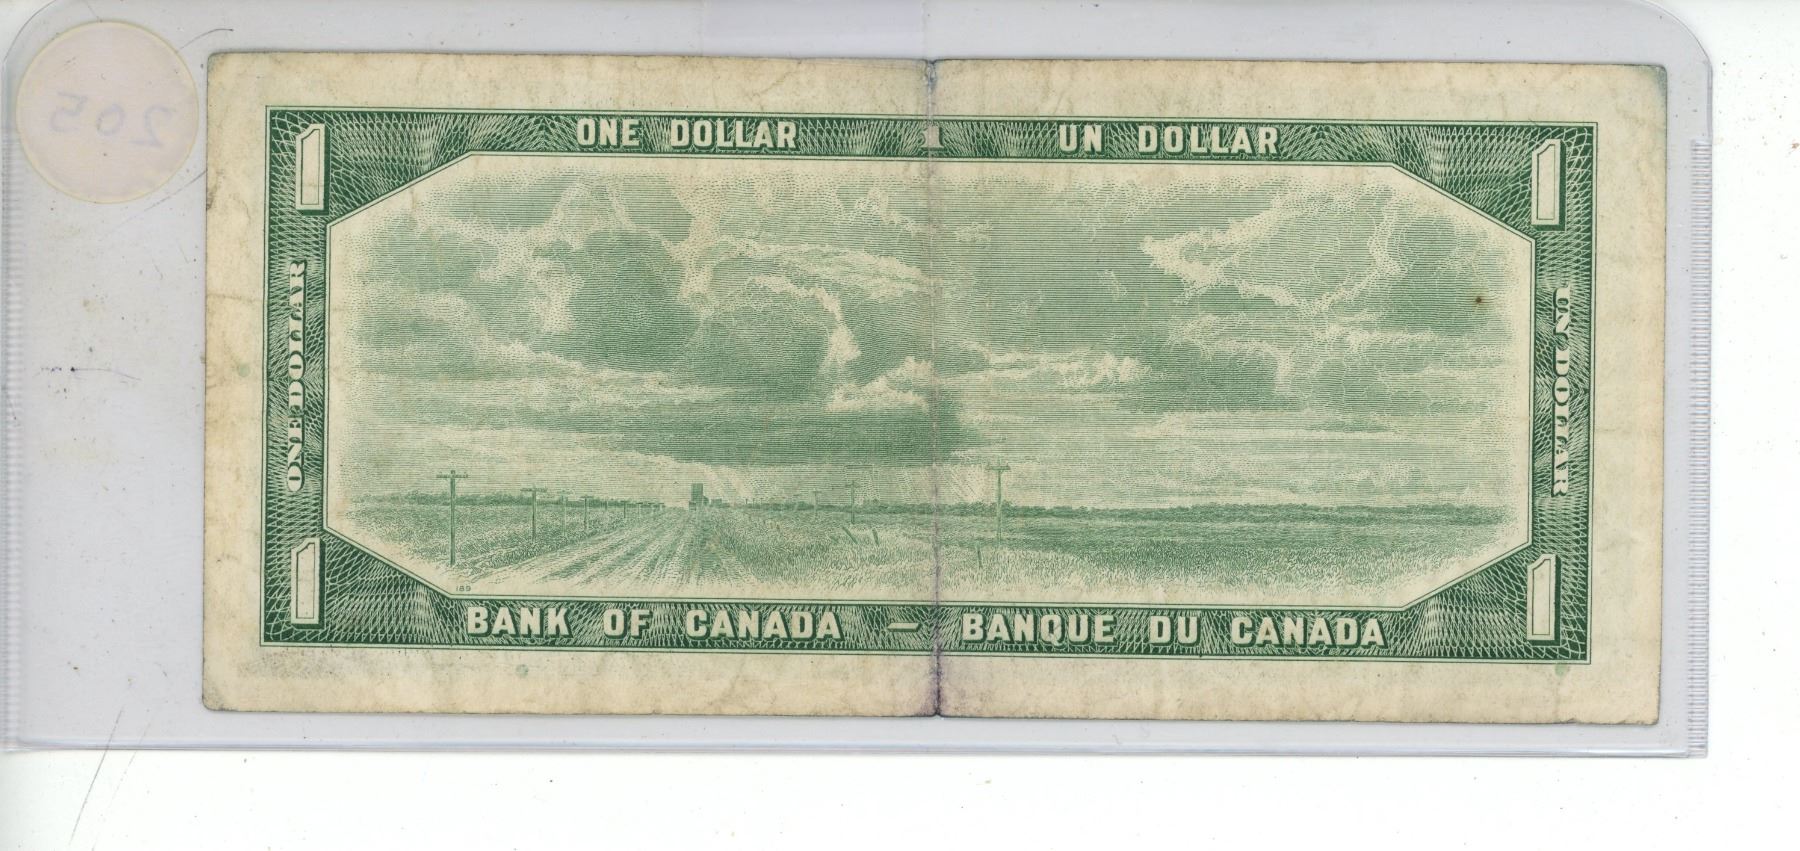 205
ONE DOLLAR 1 UN DOLLAR
1 1
ONE DOLLAR
UN DOLLAR
1 1
189
BANK OF CANADA – BANQUE DU CANADA